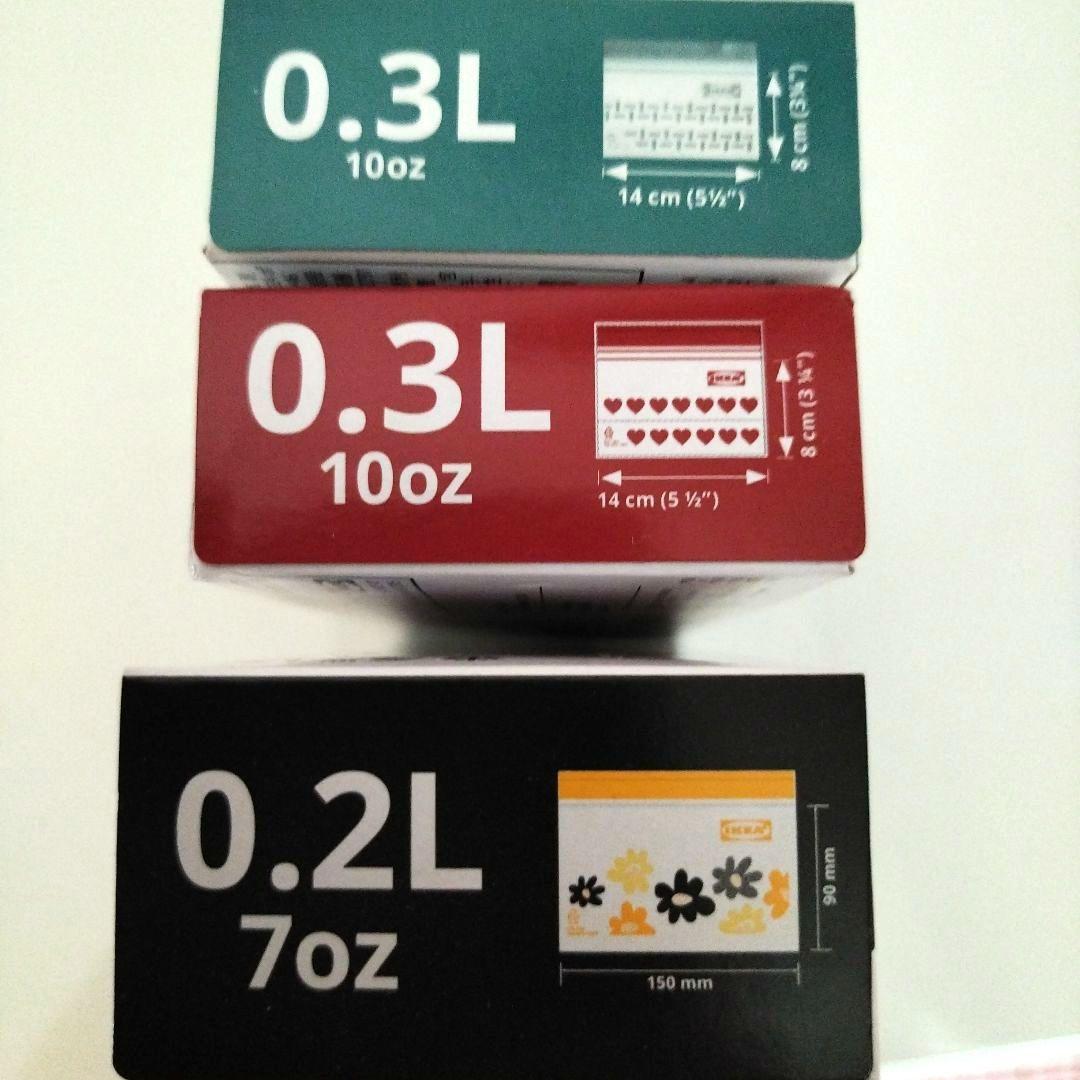 0.3L
10oz
8 cm (3¼")
14 cm (5½")
0.3L
10oz
IKEA
8 cm (3 ¼")
14 cm (5 ½")
0.2L
7oz
IKEA
90 mm
150 mm